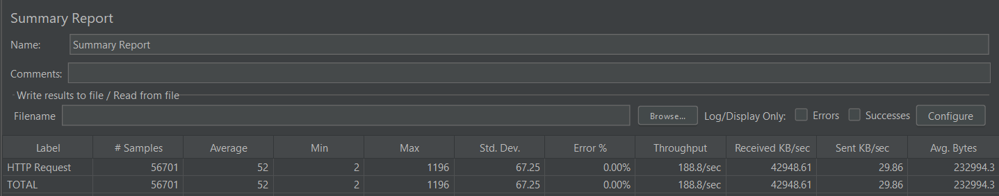 Summary Report
Name: Summary Report
Comments:
Write results to file / Read from file
Filename Browse... Log/Display Only: Errors Successes Configure
Label # Samples Average Min Max Std. Dev. Error % Throughput Received KB/sec Sent KB/sec Avg. Bytes
HTTP Request 56701 52 2 1196 67.25 0.00% 188.8/sec 42948.61 29.86 232994.3
TOTAL 56701 52 2 1196 67.25 0.00% 188.8/sec 42948.61 29.86 232994.3